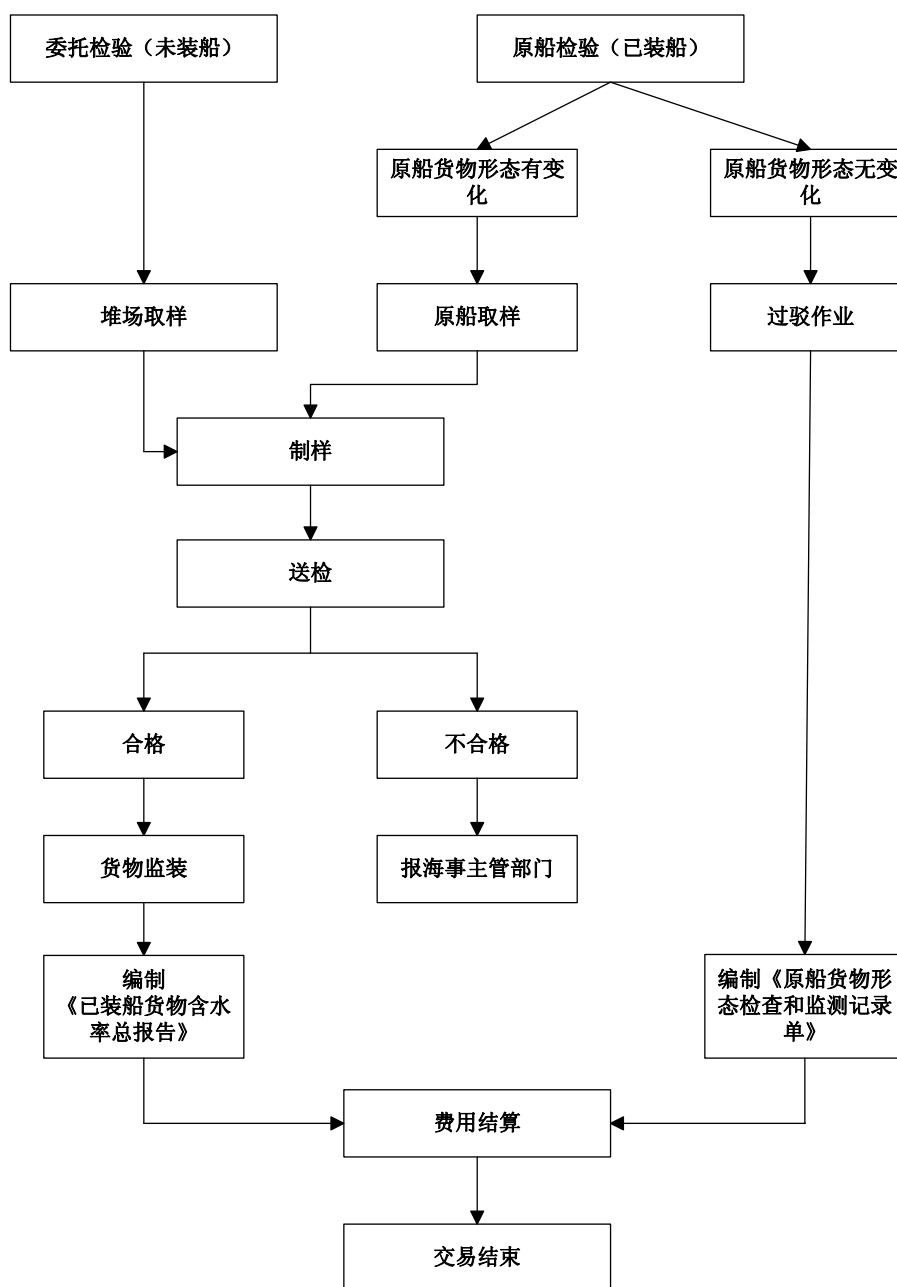 委托检验（未装船）
原船检验（已装船）
原船货物形态有变
化
原船货物形态无变
化
堆场取样
原船取样
过驳作业
制样
送检
合格
不合格
货物监装
报海事主管部门
编制
《已装船货物含水
率总报告》
编制《原船货物形
态检查和监测记录
单》
费用结算
交易结束